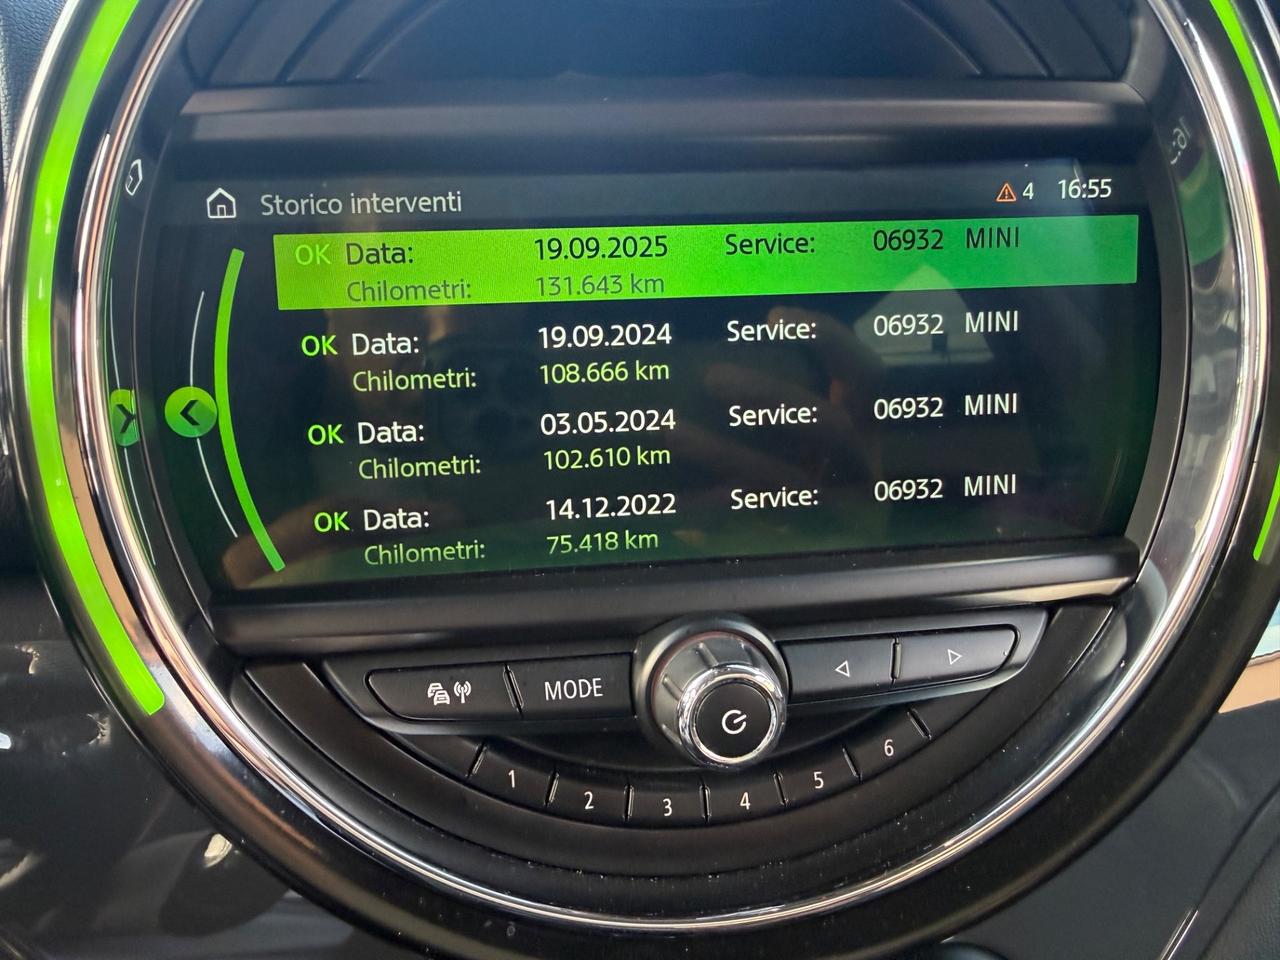 Storico interventi 4 16:55
OK Data: 19.09.2025 Service: 06932 MINI
Chilometri: 131.643 km
OK Data: 19.09.2024 Service: 06932 MINI
Chilometri: 108.666 km
OK Data: 03.05.2024 Service: 06932 MINI
Chilometri: 102.610 km
OK Data: 14.12.2022 Service: 06932 MINI
Chilometri: 75.418 km
MODE
1 2 3 4 5 6